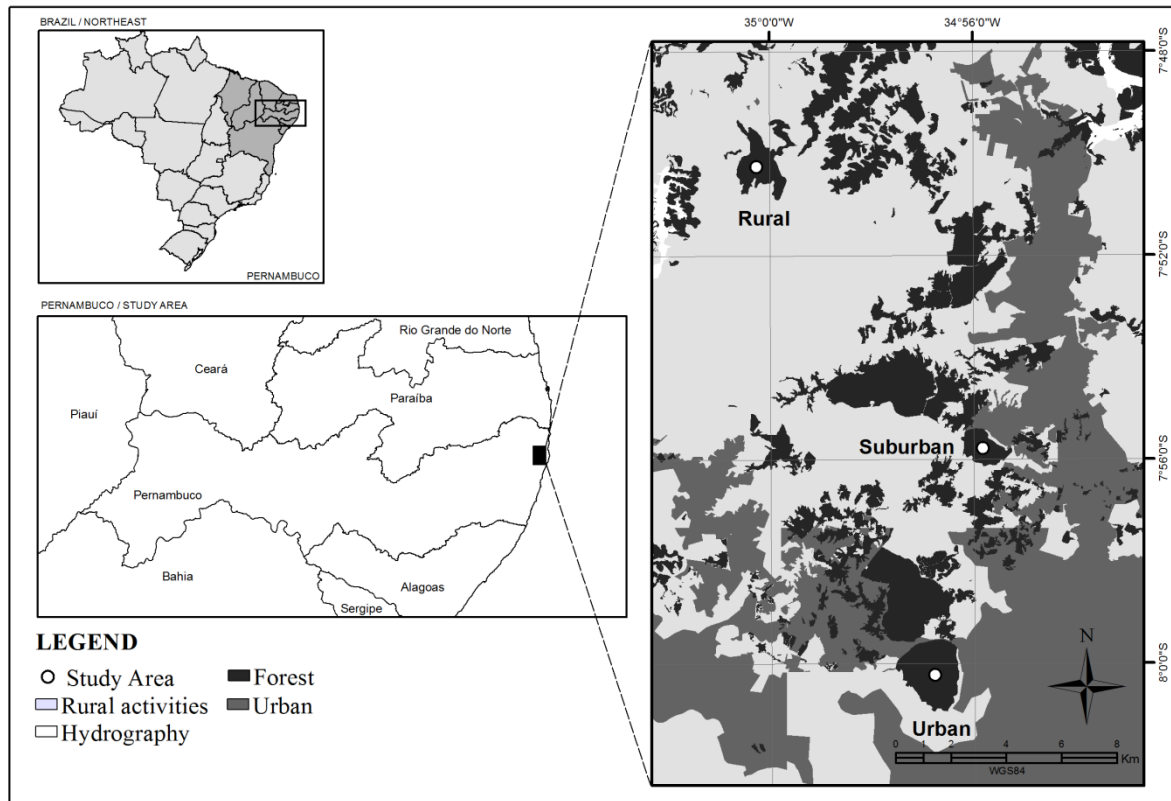 BRAZIL / NORTHEAST
PERNAMBUCO
PERNAMBUCO / STUDY AREA
Rio Grande do Norte
Ceará
Paraíba
Piauí
Pernambuco
Bahia
Alagoas
Sergipe
LEGEND
Study Area
Forest
Rural activities
Urban
Hydrography
35°0'0"W
34°56'0"W
7°48'0"S
7°52'0"S
7°56'0"S
8°0'0"S
Rural
Suburban
Urban
N
0 1 2 4 6 8
Km
WGS84